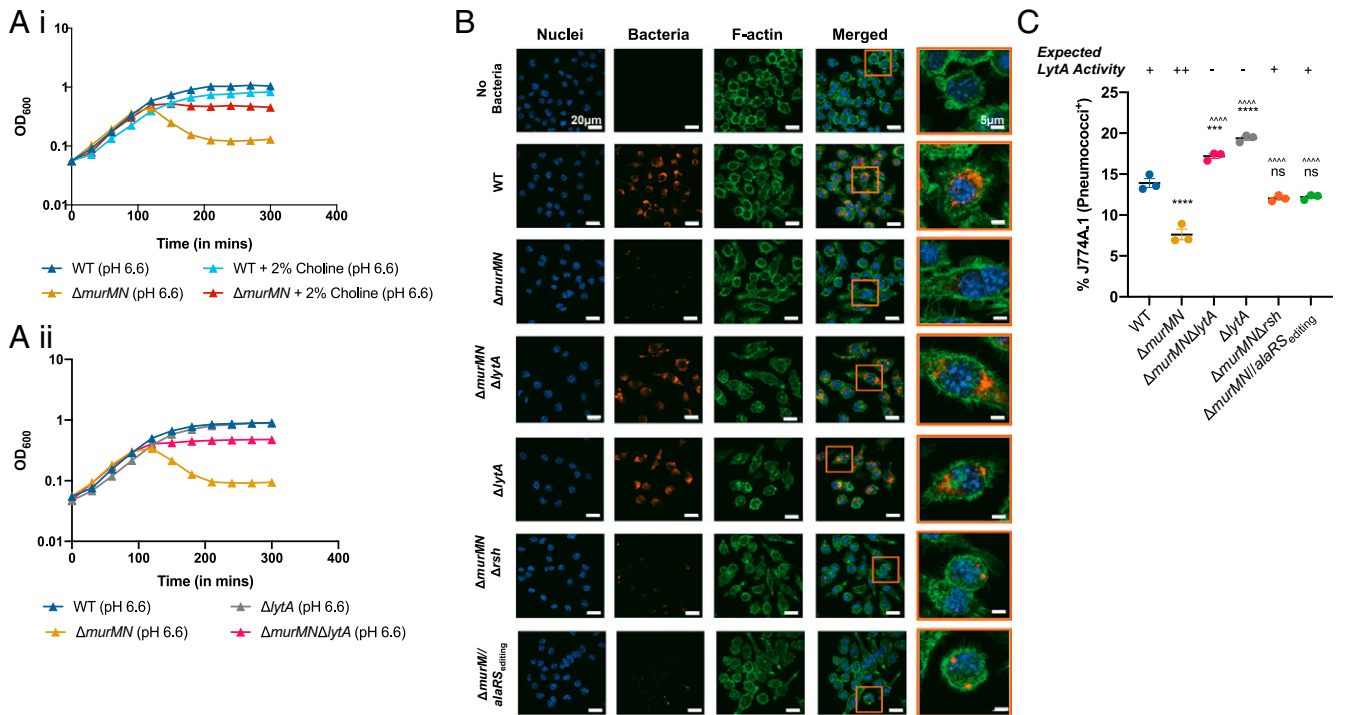 A i
10
1
0.1
0.01
OD600
0 100 200 300 400
Time (in mins)
WT (pH 6.6) WT + 2% Choline (pH 6.6)
ΔmurMN (pH 6.6) ΔmurMN + 2% Choline (pH 6.6)
A ii
10
1
0.1
0.01
OD600
0 100 200 300 400
Time (in mins)
WT (pH 6.6) ΔlytA (pH 6.6)
ΔmurMN (pH 6.6) ΔmurMNΔlytA (pH 6.6)
B
Nuclei Bacteria F-actin Merged
No
Bacteria
20μm
5μm
WT
ΔmurMN
ΔmurMN
ΔlytA
ΔlytA
ΔmurMN
Δrsh
ΔmurM//
alaRSediting
C
Expected
LytA Activity + ++ - - + +
% J774A.1 (Pneumococci+)
25
20
15
10
5
0
****
^^^^
***
^^^^
****
^^^^
ns
^^^^
ns
WT
ΔmurMN
ΔmurMNΔlytA
ΔlytA
ΔmurMNΔrsh
ΔmurMN//alaRSediting